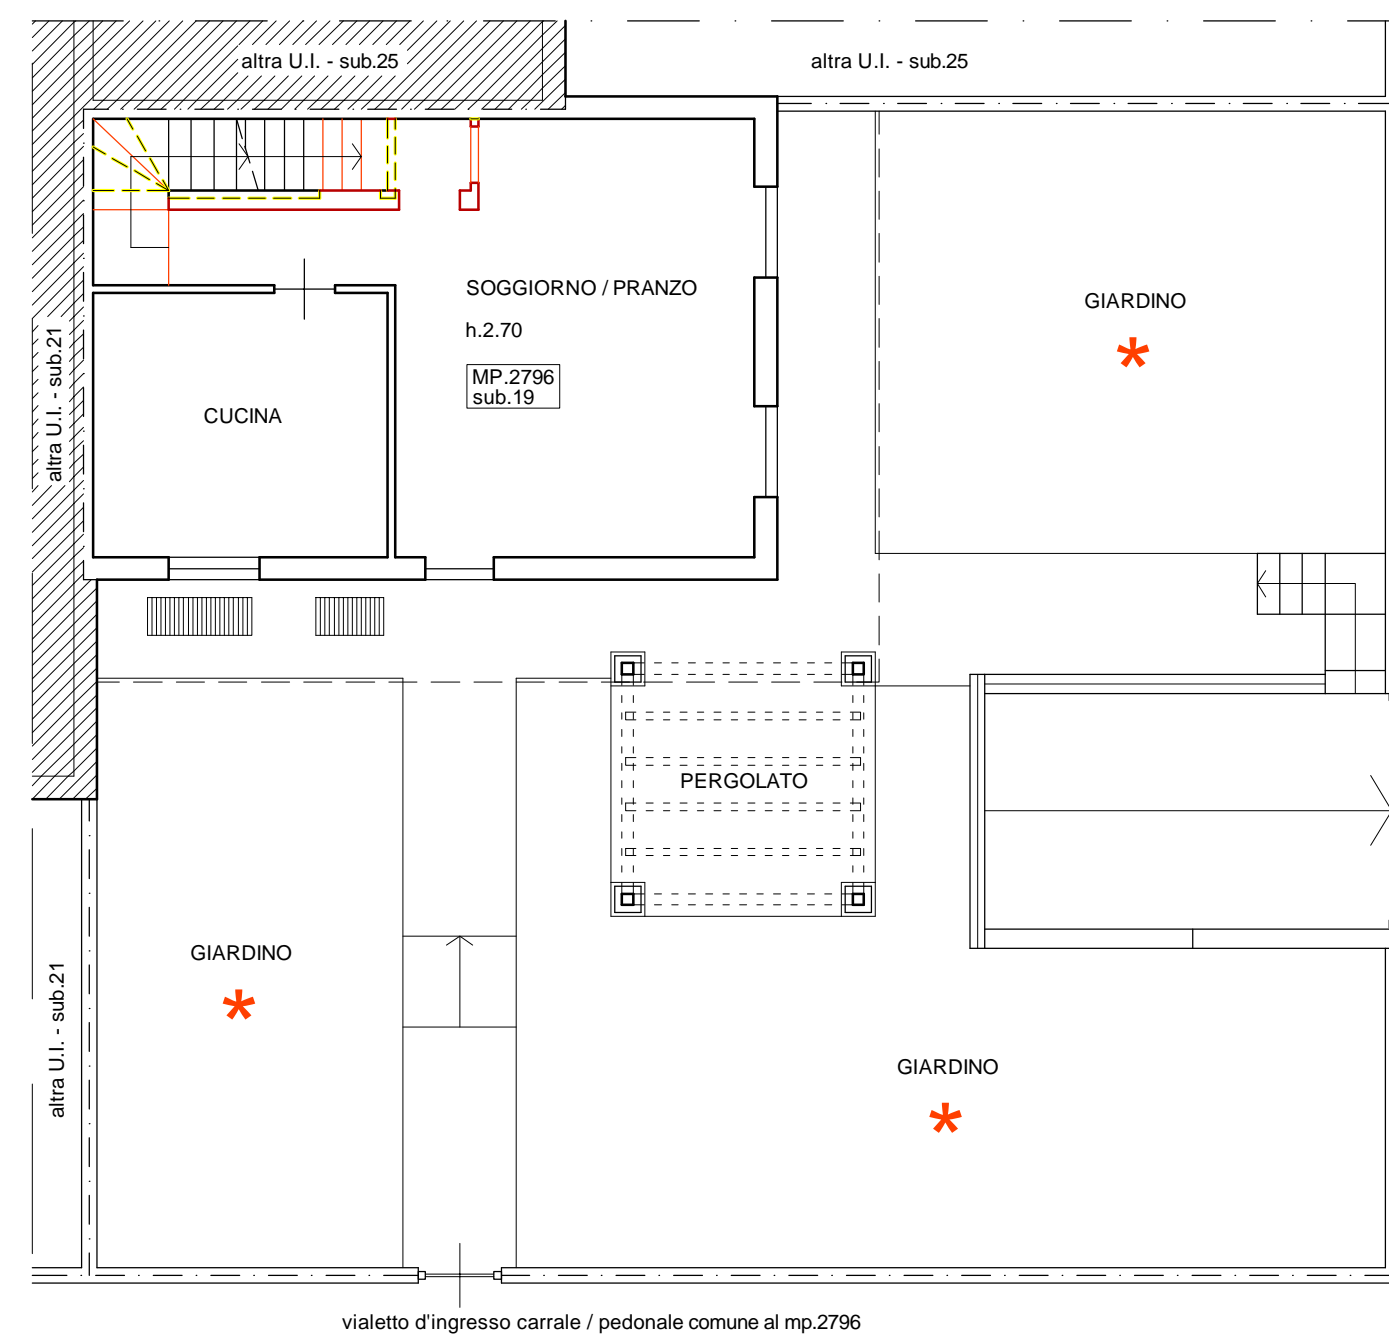 altra U.I. - sub.25
altra U.I. - sub.25
SOGGIORNO / PRANZO
h.2.70
MP.2796
sub.19
GIARDINO
*
altra U.I. - sub.21
CUCINA
PERGOLATO
GIARDINO
*
altra U.I. - sub.21
GIARDINO
*
vialetto d'ingresso carrale / pedonale comune al mp.2796